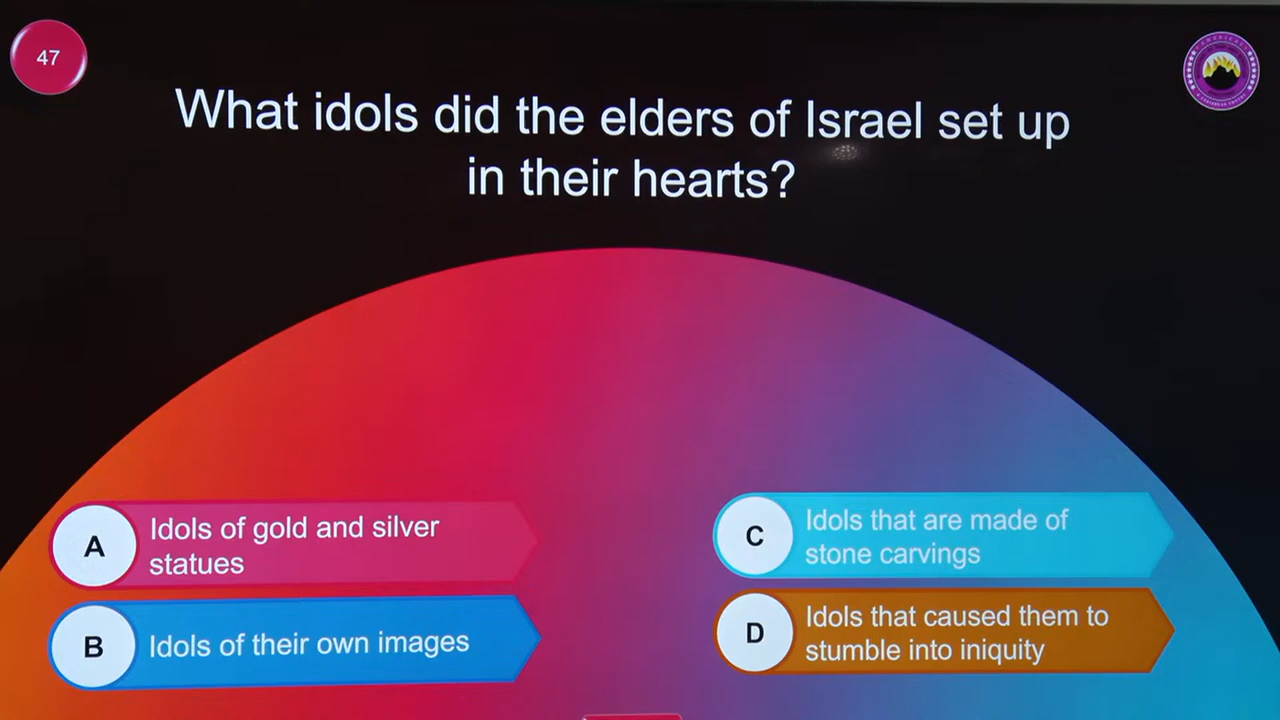 47
What idols did the elders of Israel set up
in their hearts?
A
Idols of gold and silver
statues
B
Idols of their own images
C
Idols that are made of
stone carvings
D
Idols that caused them to
stumble into iniquity